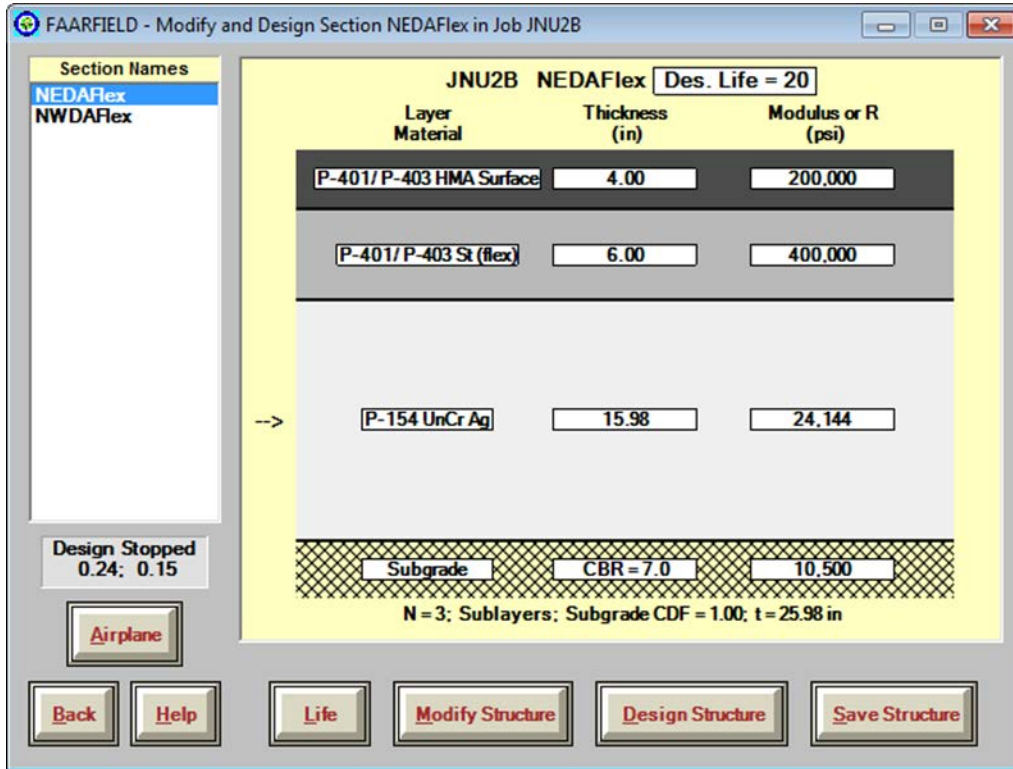 FAARFIELD - Modify and Design Section NEDAFlex in Job JNU2B
Section Names
NEDAFlex
NWDAFlex
JNU2B NEDAFlex Des. Life = 20
Layer Material Thickness (in) Modulus or R (psi)
P-401/ P-403 HMA Surface 4.00 200,000
P-401/ P-403 St (flex) 6.00 400,000
--> P-154 UnCr Ag 15.98 24,144
Subgrade CBR = 7.0 10,500
N = 3; Sublayers; Subgrade CDF = 1.00; t = 25.98 in
Design Stopped
0.24; 0.15
Airplane
Back Help Life Modify Structure Design Structure Save Structure